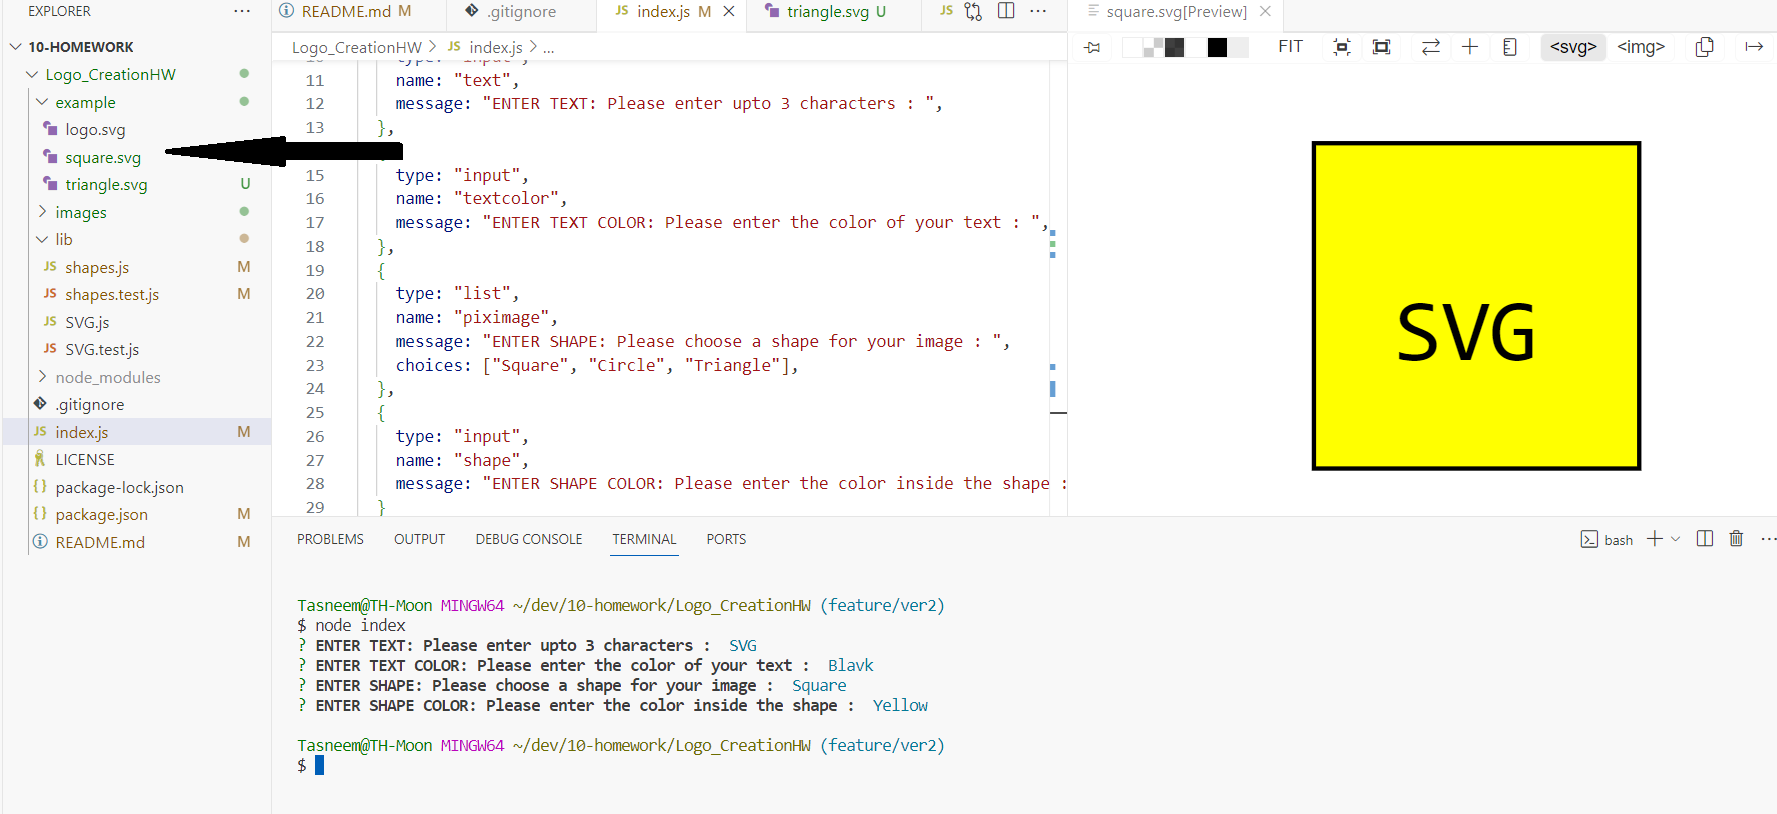 EXPLORER
10-HOMEWORK
Logo_CreationHW
example
logo.svg
square.svg
triangle.svg U
images
lib
shapes.js M
shapes.test.js M
SVG.js
SVG.test.js
node_modules
.gitignore
index.js M
LICENSE
package-lock.json
package.json M
README.md M
README.md M
.gitignore
JS index.js M
triangle.svg U
JS
Logo_CreationHW > JS index.js > ...
11 name: "text",
12 message: "ENTER TEXT: Please enter upto 3 characters : ",
13 },
15 type: "input",
16 name: "textcolor",
17 message: "ENTER TEXT COLOR: Please enter the color of your text : ",
18 },
19 {
20 type: "list",
21 name: "piximage",
22 message: "ENTER SHAPE: Please choose a shape for your image : ",
23 choices: ["Square", "Circle", "Triangle"],
24 },
25 {
26 type: "input",
27 name: "shape",
28 message: "ENTER SHAPE COLOR: Please enter the color inside the shape :
29 }
square.svg[Preview]
FIT
<svg>
<img>
SVG
PROBLEMS OUTPUT DEBUG CONSOLE TERMINAL PORTS
bash
Tasneem@TH-Moon MINGW64 ~/dev/10-homework/Logo_CreationHW (feature/ver2)
$ node index
? ENTER TEXT: Please enter upto 3 characters : SVG
? ENTER TEXT COLOR: Please enter the color of your text : Blavk
? ENTER SHAPE: Please choose a shape for your image : Square
? ENTER SHAPE COLOR: Please enter the color inside the shape : Yellow
Tasneem@TH-Moon MINGW64 ~/dev/10-homework/Logo_CreationHW (feature/ver2)
$